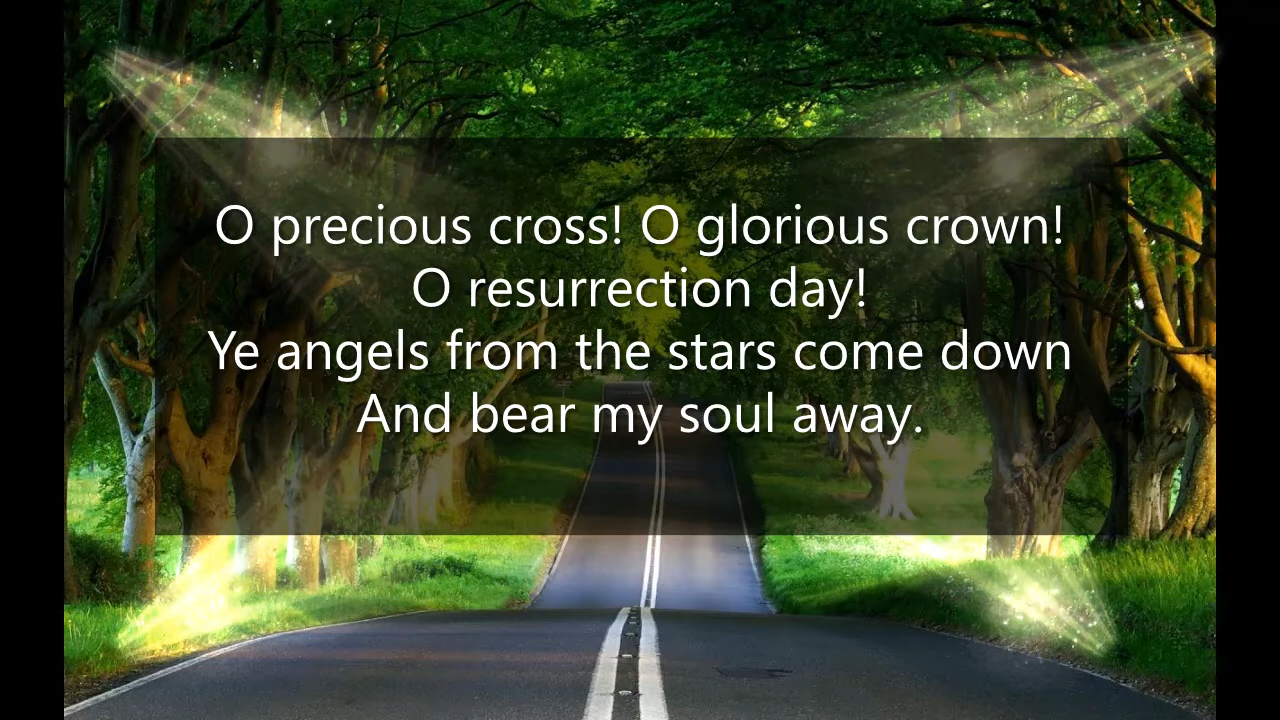 O precious cross! O glorious crown!
O resurrection day!
Ye angels from the stars come down
And bear my soul away.